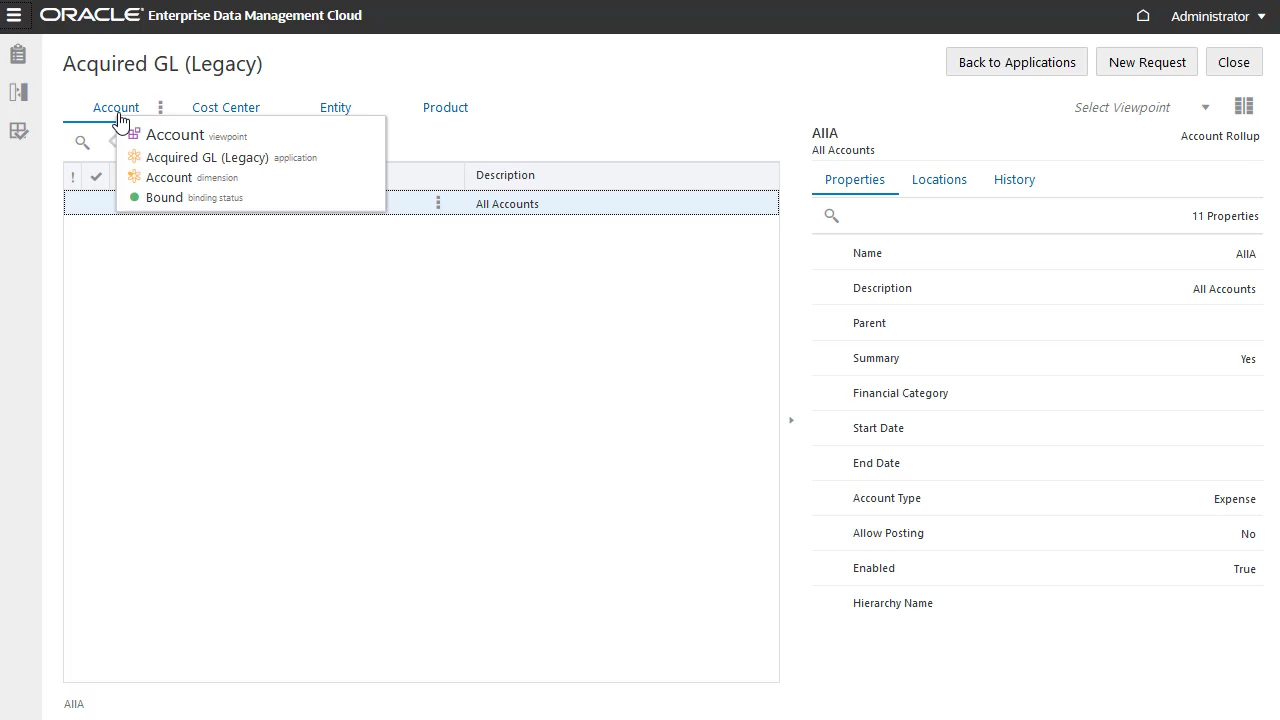 ORACLE Enterprise Data Management Cloud
Administrator
Acquired GL (Legacy)
Back to Applications
New Request
Close
Account
Cost Center
Entity
Product
Select Viewpoint
Account viewpoint
Acquired GL (Legacy) application
Account dimension
Bound binding status
!
Description
All Accounts
AllA
All Accounts
Account Rollup
Properties
Locations
History
11 Properties
Name AllA
Description All Accounts
Parent
Summary Yes
Financial Category
Start Date
End Date
Account Type Expense
Allow Posting No
Enabled True
Hierarchy Name
AllA